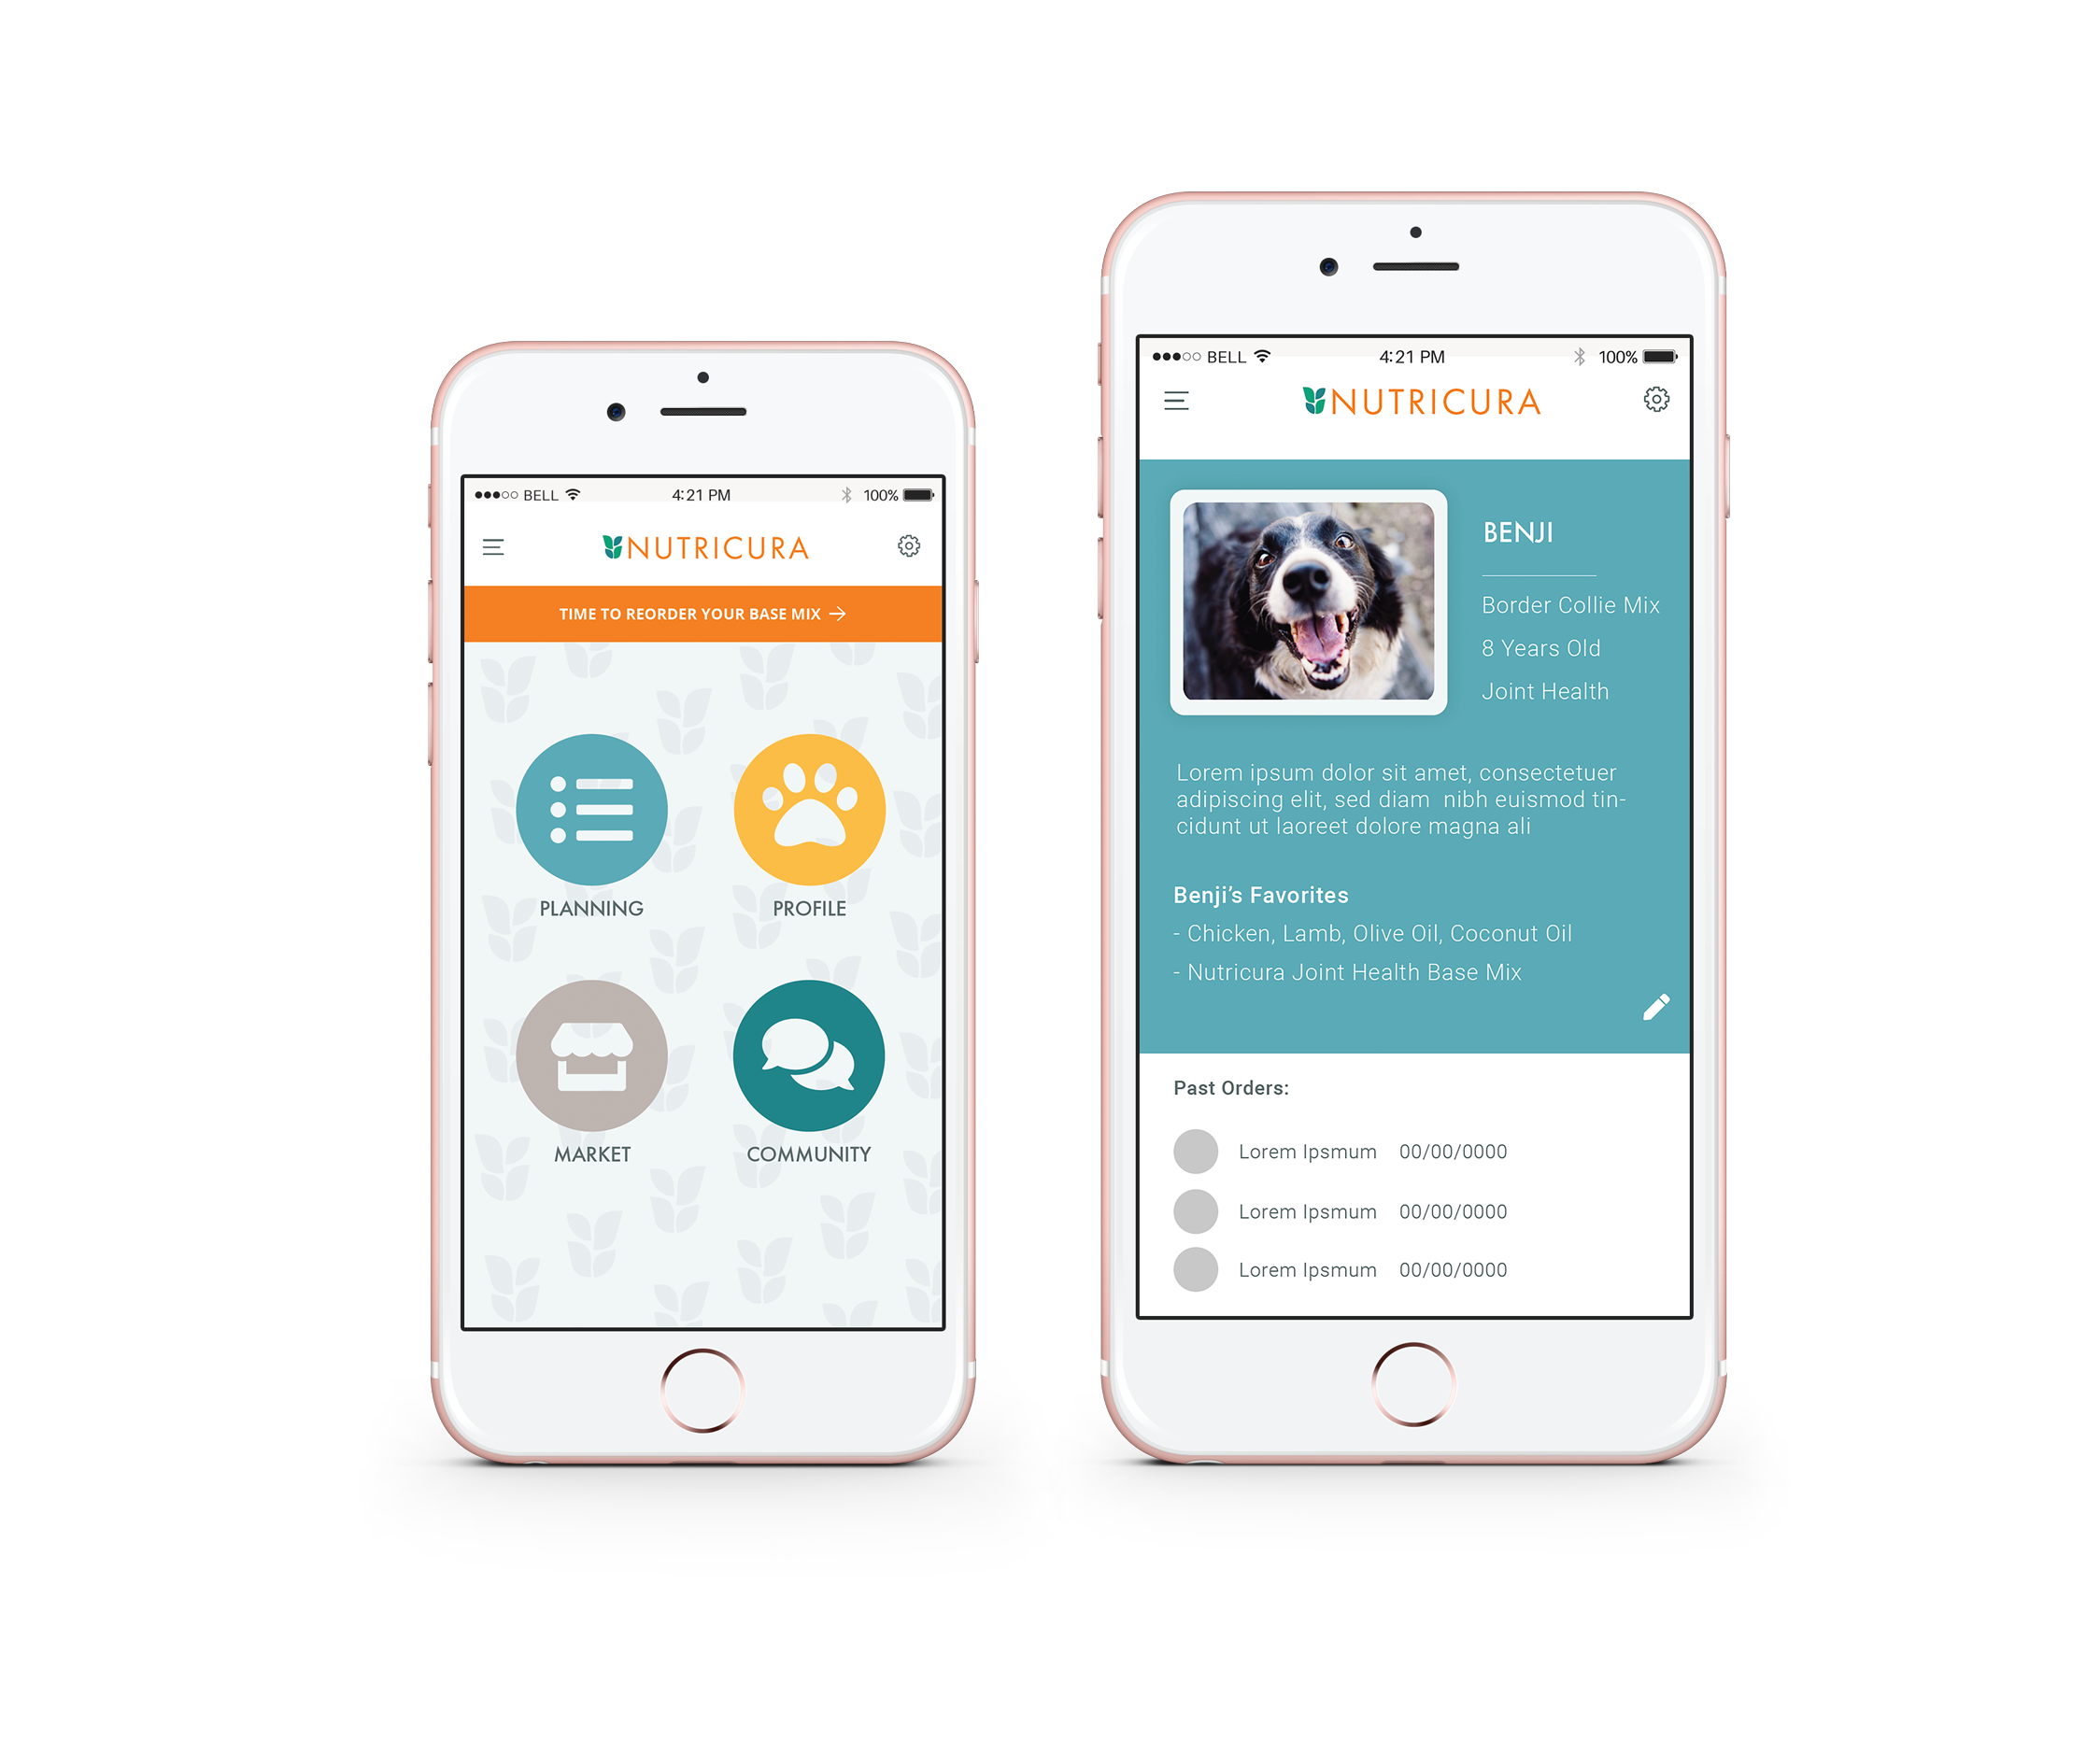 BELL 4:21 PM 100%
NUTRICURA
TIME TO REORDER YOUR BASE MIX
PLANNING
PROFILE
MARKET
COMMUNITY
BELL 4:21 PM 100%
NUTRICURA
BENJI
Border Collie Mix
8 Years Old
Joint Health
Lorem ipsum dolor sit amet, consectetuer
adipiscing elit, sed diam nibh euismod tin-
cidunt ut laoreet dolore magna ali
Benji’s Favorites
- Chicken, Lamb, Olive Oil, Coconut Oil
- Nutricura Joint Health Base Mix
Past Orders:
Lorem Ipsmum 00/00/0000
Lorem Ipsmum 00/00/0000
Lorem Ipsmum 00/00/0000